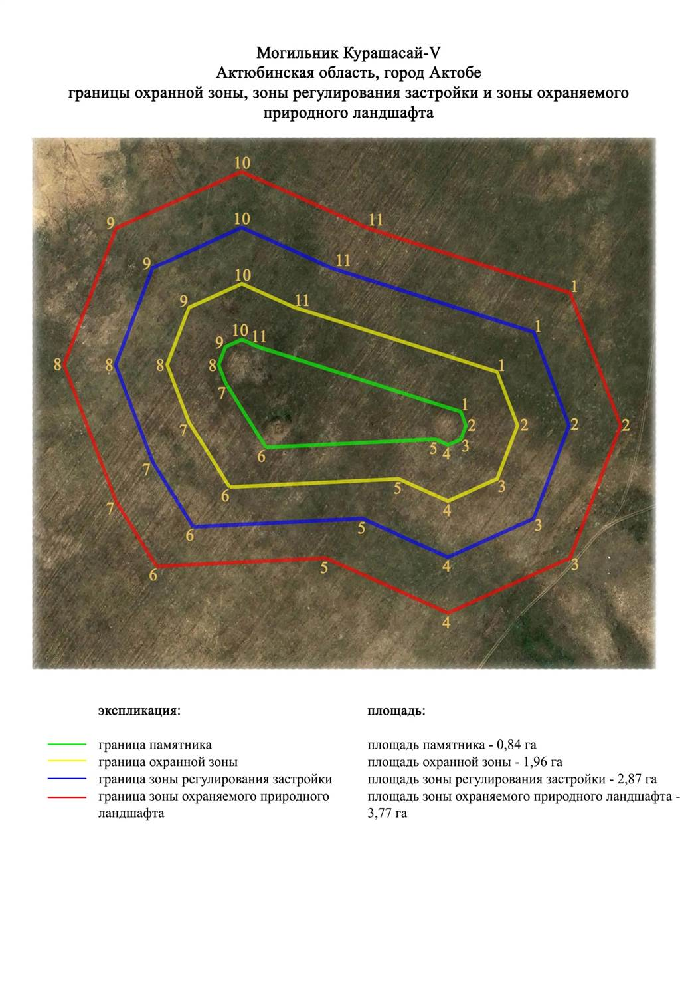 Могильник Курашасай-V
Актюбинская область, город Актобе
границы охранной зоны, зоны регулирования застройки и зоны охраняемого
природного ландшафта
10
9
11
10
1
9
11
10
9
11
1
10
11
9
8
8
8
8
1
7
1
2
2
2
2
3
5
4
6
7
7
7
6
5
3
4
6
5
3
4
6
5
3
4
экспликация:
площадь:
граница памятника
площадь памятника - 0,84 га
граница охранной зоны
площадь охранной зоны - 1,96 га
граница зоны регулирования застройки
площадь зоны регулирования застройки - 2,87 га
граница зоны охраняемого природного
площадь зоны охраняемого природного ландшафта -
ландшафта
3,77 га